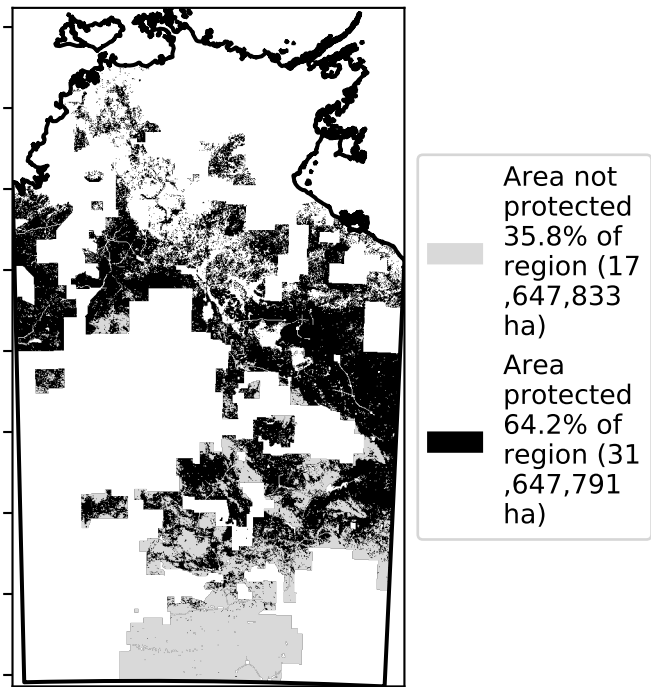 Area not
protected
35.8% of
region (17
,647,833
ha)
Area
protected
64.2% of
region (31
,647,791
ha)